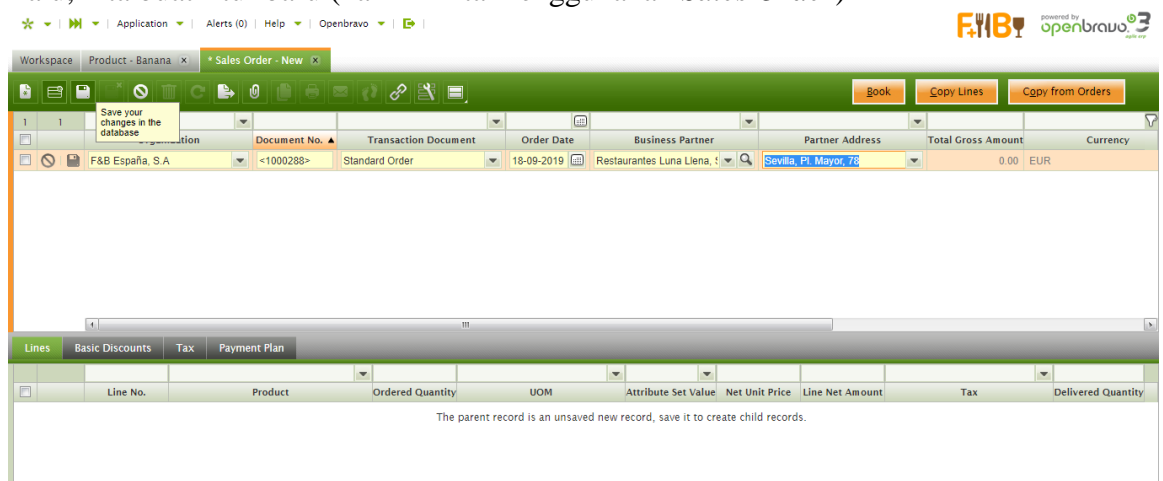 Application Alerts (0) Help Openbravo
F&B powered by openbravo 3 agile erp
Workspace Product - Banana × * Sales Order - New ×
Book Copy Lines Copy from Orders
Save your
changes in the
database
1 1
Document No. ▲ Transaction Document Order Date Business Partner Partner Address Total Gross Amount Currency
F&B España, S.A <1000288> Standard Order 18-09-2019 Restaurantes Luna Llena, Sevilla, Pl. Mayor, 78 0.00 EUR
Lines Basic Discounts Tax Payment Plan
Line No. Product Ordered Quantity UOM Attribute Set Value Net Unit Price Line Net Amount Tax Delivered Quantity
The parent record is an unsaved new record, save it to create child records.